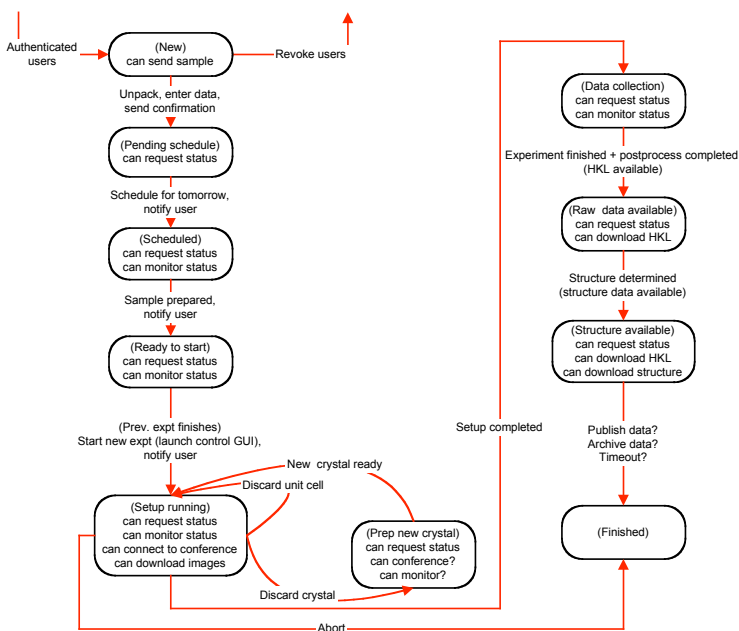 Authenticated
users
(New)
can send sample
Revoke users
Unpack, enter data,
send confirmation
(Pending schedule)
can request status
Schedule for tomorrow,
notify user
(Scheduled)
can request status
can monitor status
Sample prepared,
notify user
(Ready to start)
can request status
can monitor status
(Prev. expt finishes)
Start new expt (launch control GUI),
notify user
New crystal ready
Discard unit cell
(Setup running)
can request status
can monitor status
can connect to conference
can download images
(Prep new crystal)
can request status
can conference?
can monitor?
Discard crystal
Abort
Setup completed
(Data collection)
can request status
can monitor status
Experiment finished + postprocess completed
(HKL available)
(Raw data available)
can request status
can download HKL
Structure determined
(structure data available)
(Structure available)
can request status
can download HKL
can download structure
Publish data?
Archive data?
Timeout?
(Finished)